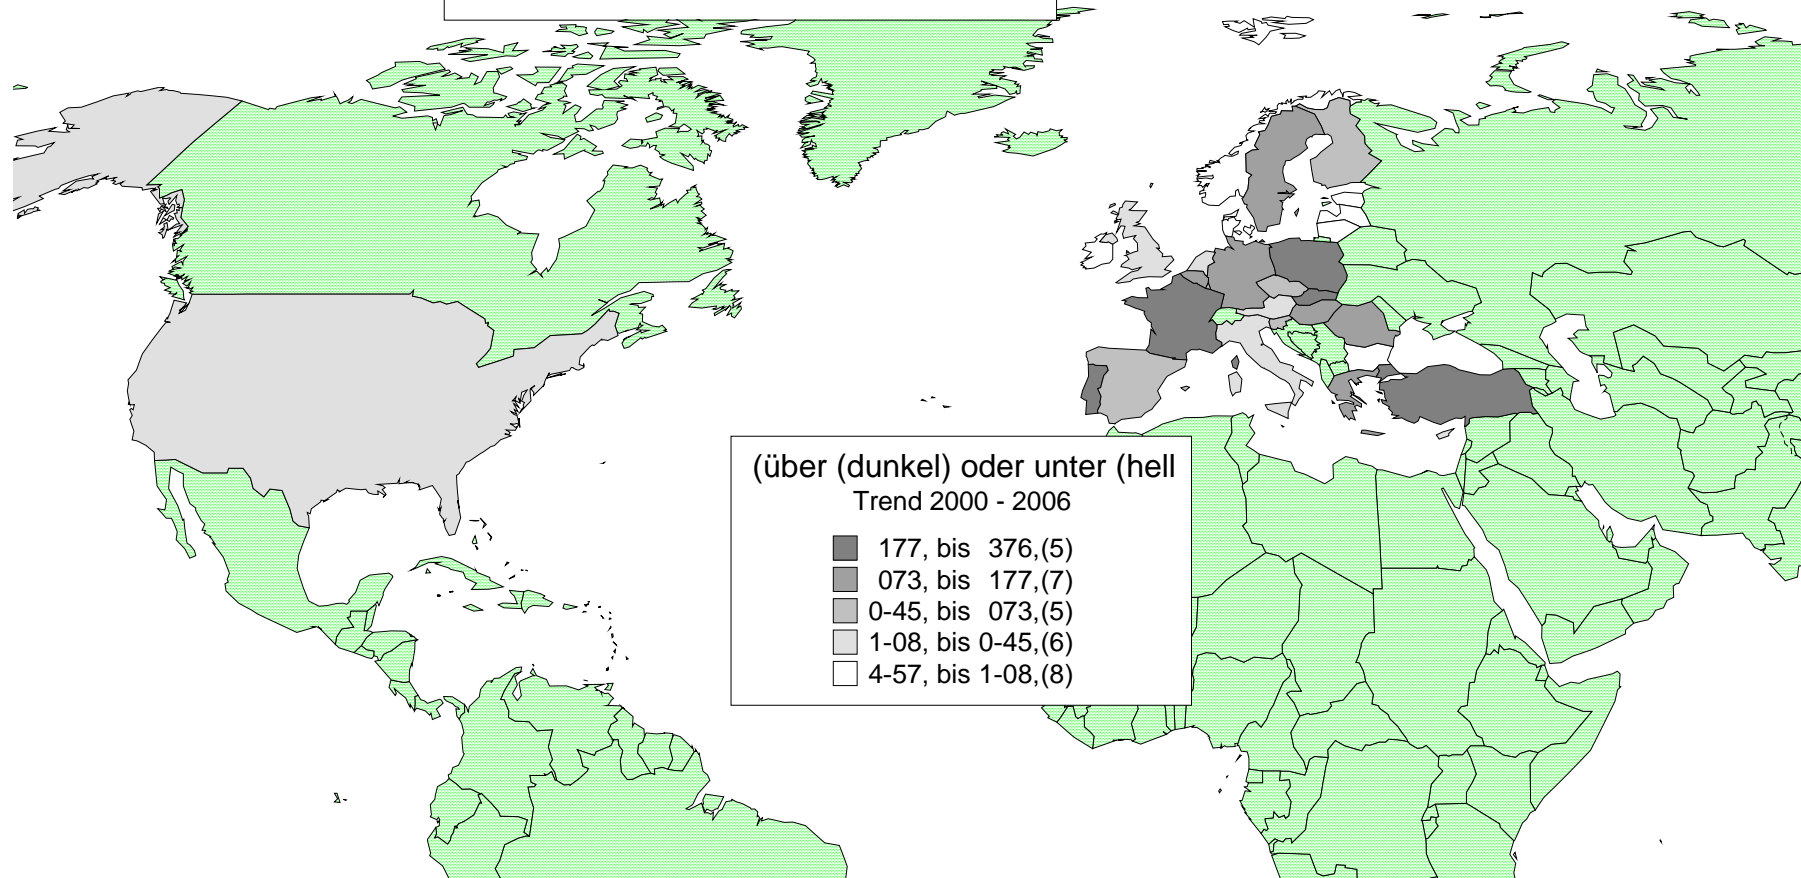 (über (dunkel) oder unter (hell
Trend 2000 - 2006
177, bis 376,(5)
073, bis 177,(7)
0-45, bis 073,(5)
1-08, bis 0-45,(6)
4-57, bis 1-08,(8)